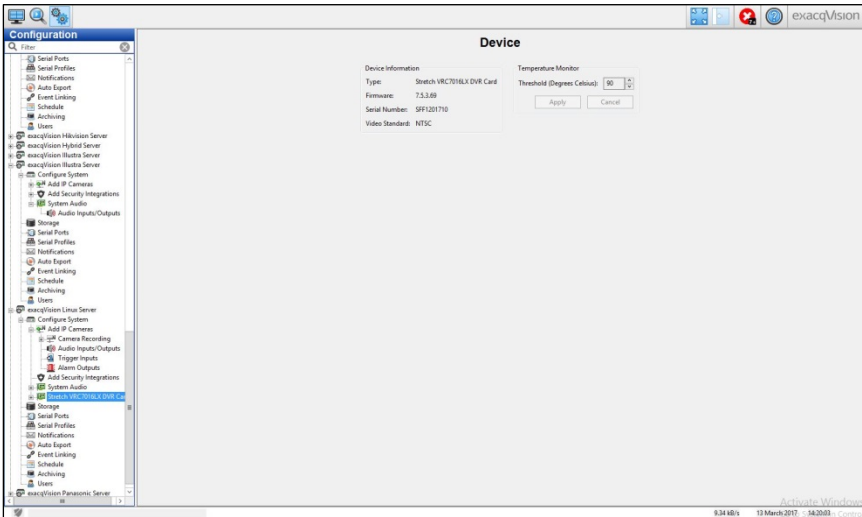 exacqVision
Configuration
Filter
Serial Ports
Serial Profiles
Notifications
Auto Export
Event Linking
Schedule
Archiving
Users
exacqVision Hikvision Server
exacqVision Hybrid Server
exacqVision Illustra Server
exacqVision Illustra Server
Configure System
Add IP Cameras
Add Security Integrations
System Audio
Audio Inputs/Outputs
Storage
Serial Ports
Serial Profiles
Notifications
Auto Export
Event Linking
Schedule
Archiving
Users
exacqVision Linux Server
Configure System
Add IP Cameras
Camera Recording
Audio Inputs/Outputs
Trigger Inputs
Alarm Outputs
Add Security Integrations
System Audio
Stretch VRC7016LX DVR Car
Storage
Serial Ports
Serial Profiles
Notifications
Auto Export
Event Linking
Schedule
Archiving
Users
exacqVision Panasonic Server
Device
Device Information
Type: Stretch VRC7016LX DVR Card
Firmware: 7.5.3.69
Serial Number: SFF1201710
Video Standard: NTSC
Temperature Monitor
Threshold (Degrees Celsius): 90
Apply Cancel
Activate Windows
9.34 kB/s 13 March 2017 14:20:03